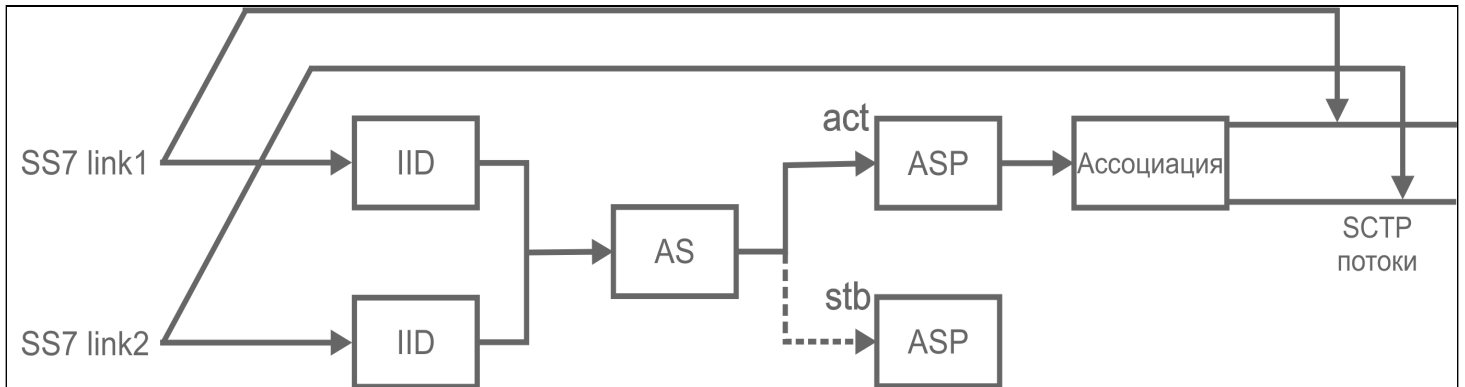 act
SS7 link1
IID
ASP
Ассоциация
AS
SCTP
потоки
stb
SS7 link2
IID
ASP